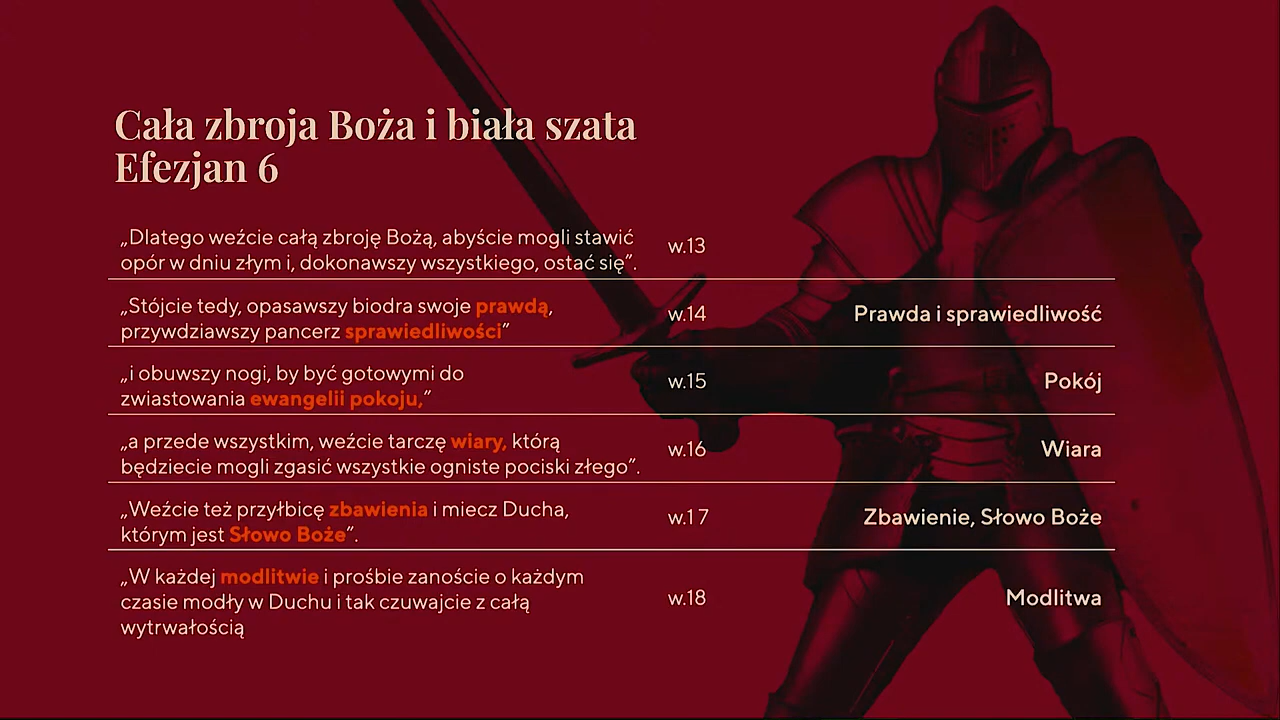 Cała zbroja Boża i biała szata
Efezjan 6
„Dlatego weźcie całą zbroję Bożą, abyście mogli stawić
opór w dniu złym i, dokonawszy wszystkiego, ostać się”.
w.13
„Stójcie tedy, opasawszy biodra swoje prawdą,
przywdziawszy pancerz sprawiedliwości”
w.14
Prawda i sprawiedliwość
„i obuwszy nogi, by być gotowymi do
zwiastowania ewangelii pokoju,”
w.15
Pokój
„a przede wszystkim, weźcie tarczę wiary, którą
będziecie mogli zgasić wszystkie ogniste pociski złego”.
w.16
Wiara
„Weźcie też przyłbicę zbawienia i miecz Ducha,
którym jest Słowo Boże”.
w.17
Zbawienie, Słowo Boże
„W każdej modlitwie i prośbie zanoście o każdym
czasie modły w Duchu i tak czuwajcie z całą
wytrwałością
w.18
Modlitwa